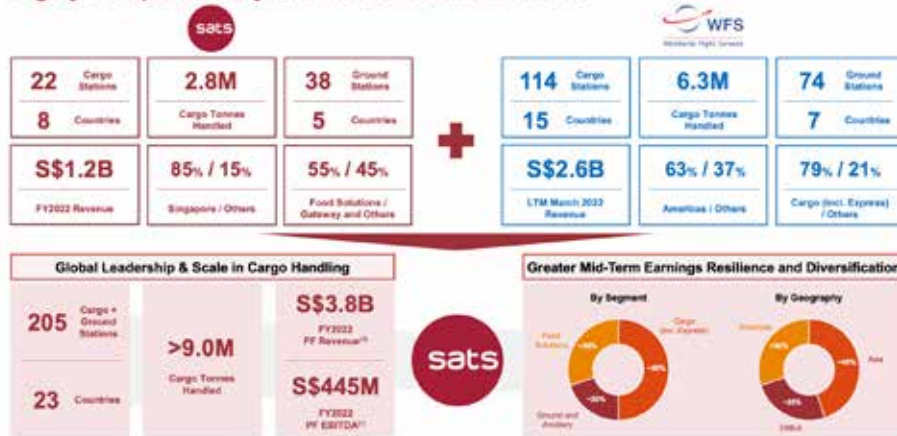 sats
WFS
Worldwide Flight Services
22 Cargo Stations
8 Countries
2.8M
Cargo Tonnes Handled
38 Ground Stations
5 Countries
S$1.2B
FY2022 Revenue
85% / 15%
Singapore / Others
55% / 45%
Food Solutions /
Gateway and Others
114 Cargo Stations
15 Countries
6.3M
Cargo Tonnes Handled
74 Ground Stations
7 Countries
S$2.6B
LTM March 2022
Revenue
63% / 37%
Americas / Others
79% / 21%
Cargo (incl. Express)
/ Others
Global Leadership & Scale in Cargo Handling
205 Cargo + Ground Stations
23 Countries
>9.0M
Cargo Tonnes
Handled
S$3.8B
FY2022
PF Revenue
S$445M
FY2022
PF EBITDA
sats
Greater Mid-Term Earnings Resilience and Diversification
By Segment
Food Solutions
Cargo
Ground and
Ancillary
By Geography
Americas
Asia
EMEA